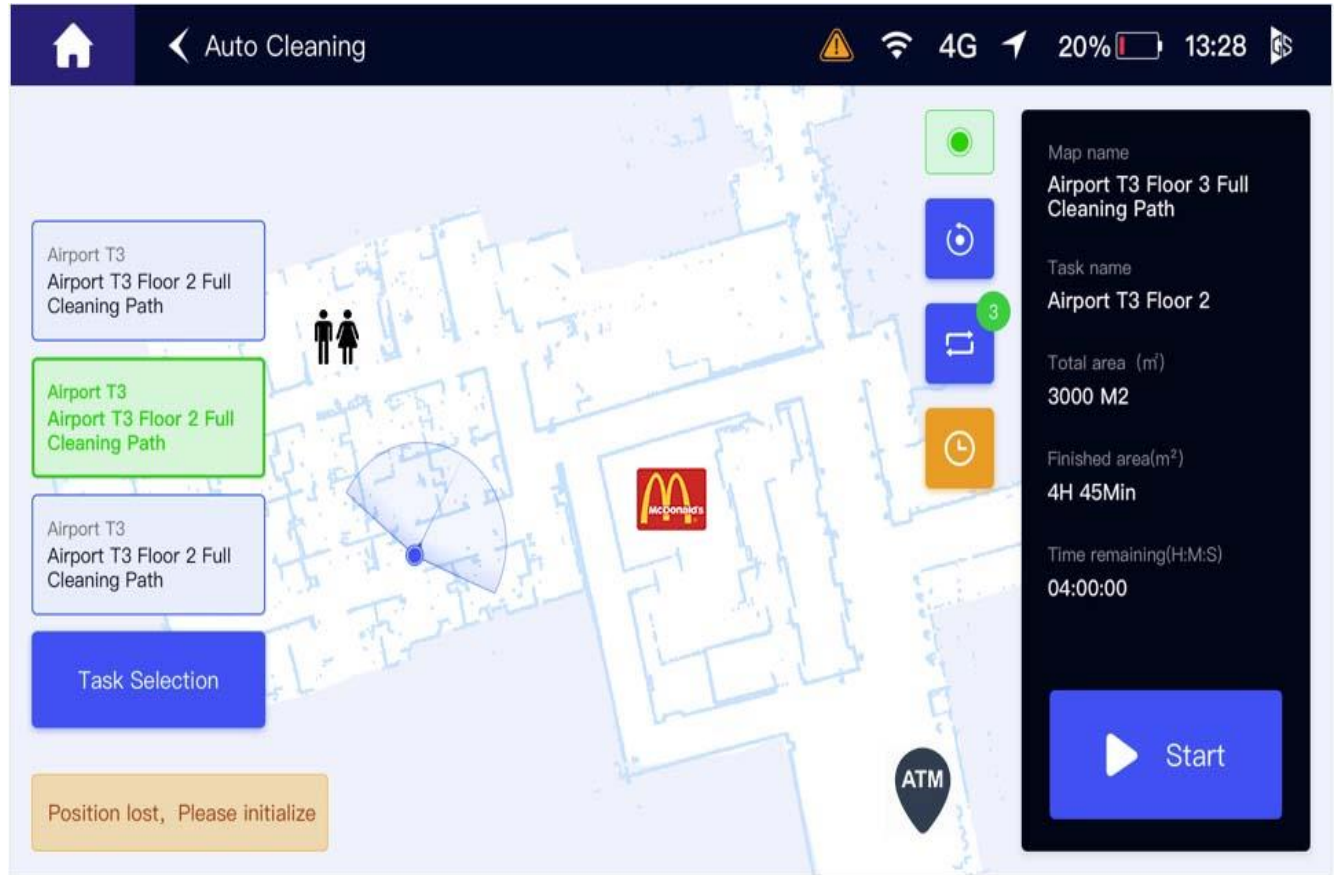 Auto Cleaning
4G
20%
13:28
GS
Airport T3
Airport T3 Floor 2 Full
Cleaning Path
Airport T3
Airport T3 Floor 2 Full
Cleaning Path
Airport T3
Airport T3 Floor 2 Full
Cleaning Path
Task Selection
Position lost, Please initialize
McDonald's
ATM
3
Map name
Airport T3 Floor 3 Full
Cleaning Path
Task name
Airport T3 Floor 2
Total area (㎡)
3000 M2
Finished area(m²)
4H 45Min
Time remaining(H:M:S)
04:00:00
Start